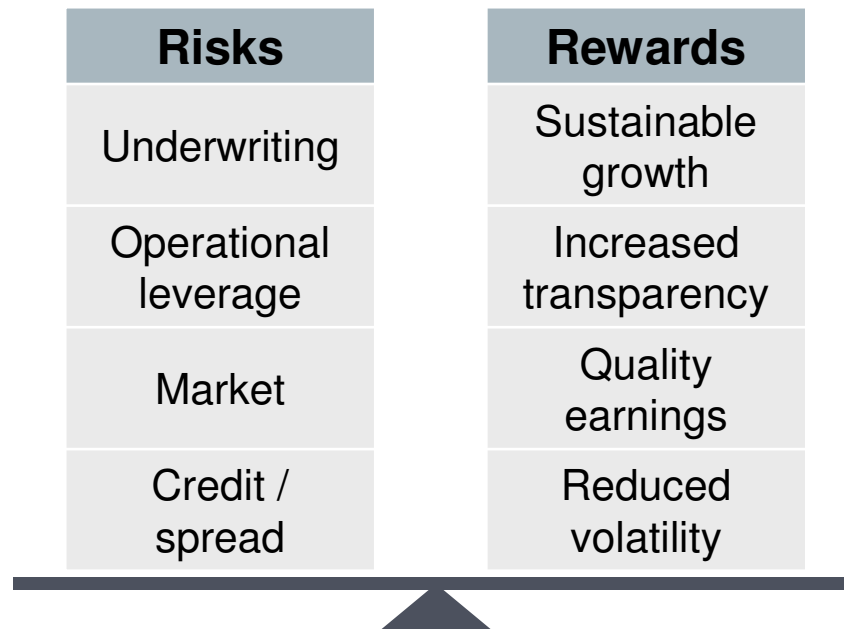 Risks
Underwriting
Operational
leverage
Market
Credit /
spread
Rewards
Sustainable
growth
Increased
transparency
Quality
earnings
Reduced
volatility